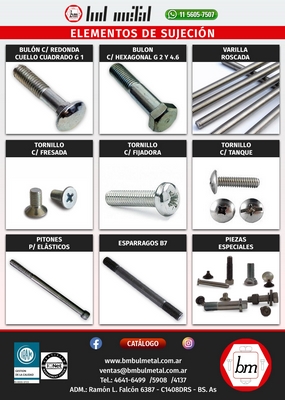 bm
bul métal
11 5605-7507
ELEMENTOS DE SUJECIÓN
BULÓN C/ REDONDA
CUELLO CUADRADO G 1
BULON
C/ HEXAGONAL G 2 Y 4.6
VARILLA
ROSCADA
TORNILLO
C/ FRESADA
TORNILLO
C/ FIJADORA
TORNILLO
C/ TANQUE
PITONES
P/ ELÁSTICOS
ESPARRAGOS B7
PIEZAS
ESPECIALES
CATÁLOGO
www.bmbulmetal.com.ar
ventas@bmbulmetal.com.ar
Tel.: 4641-6499 /5908 /4137
ADM.: Ramón L. Falcón 6387 - C1408DRS - BS. As
bm